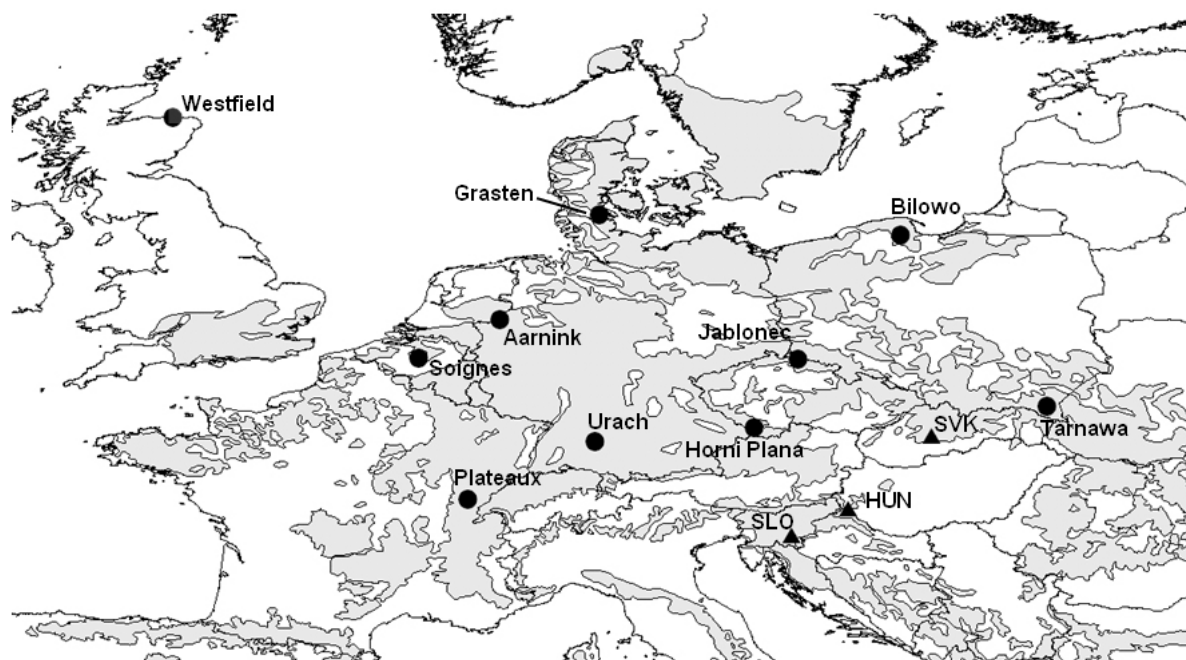 Westfield
Grasten
Bilowo
Aarnink
Jablonec
Soignes
Urach
SVK
Tarnawa
Horni Plana
Plateaux
HUN
SLO